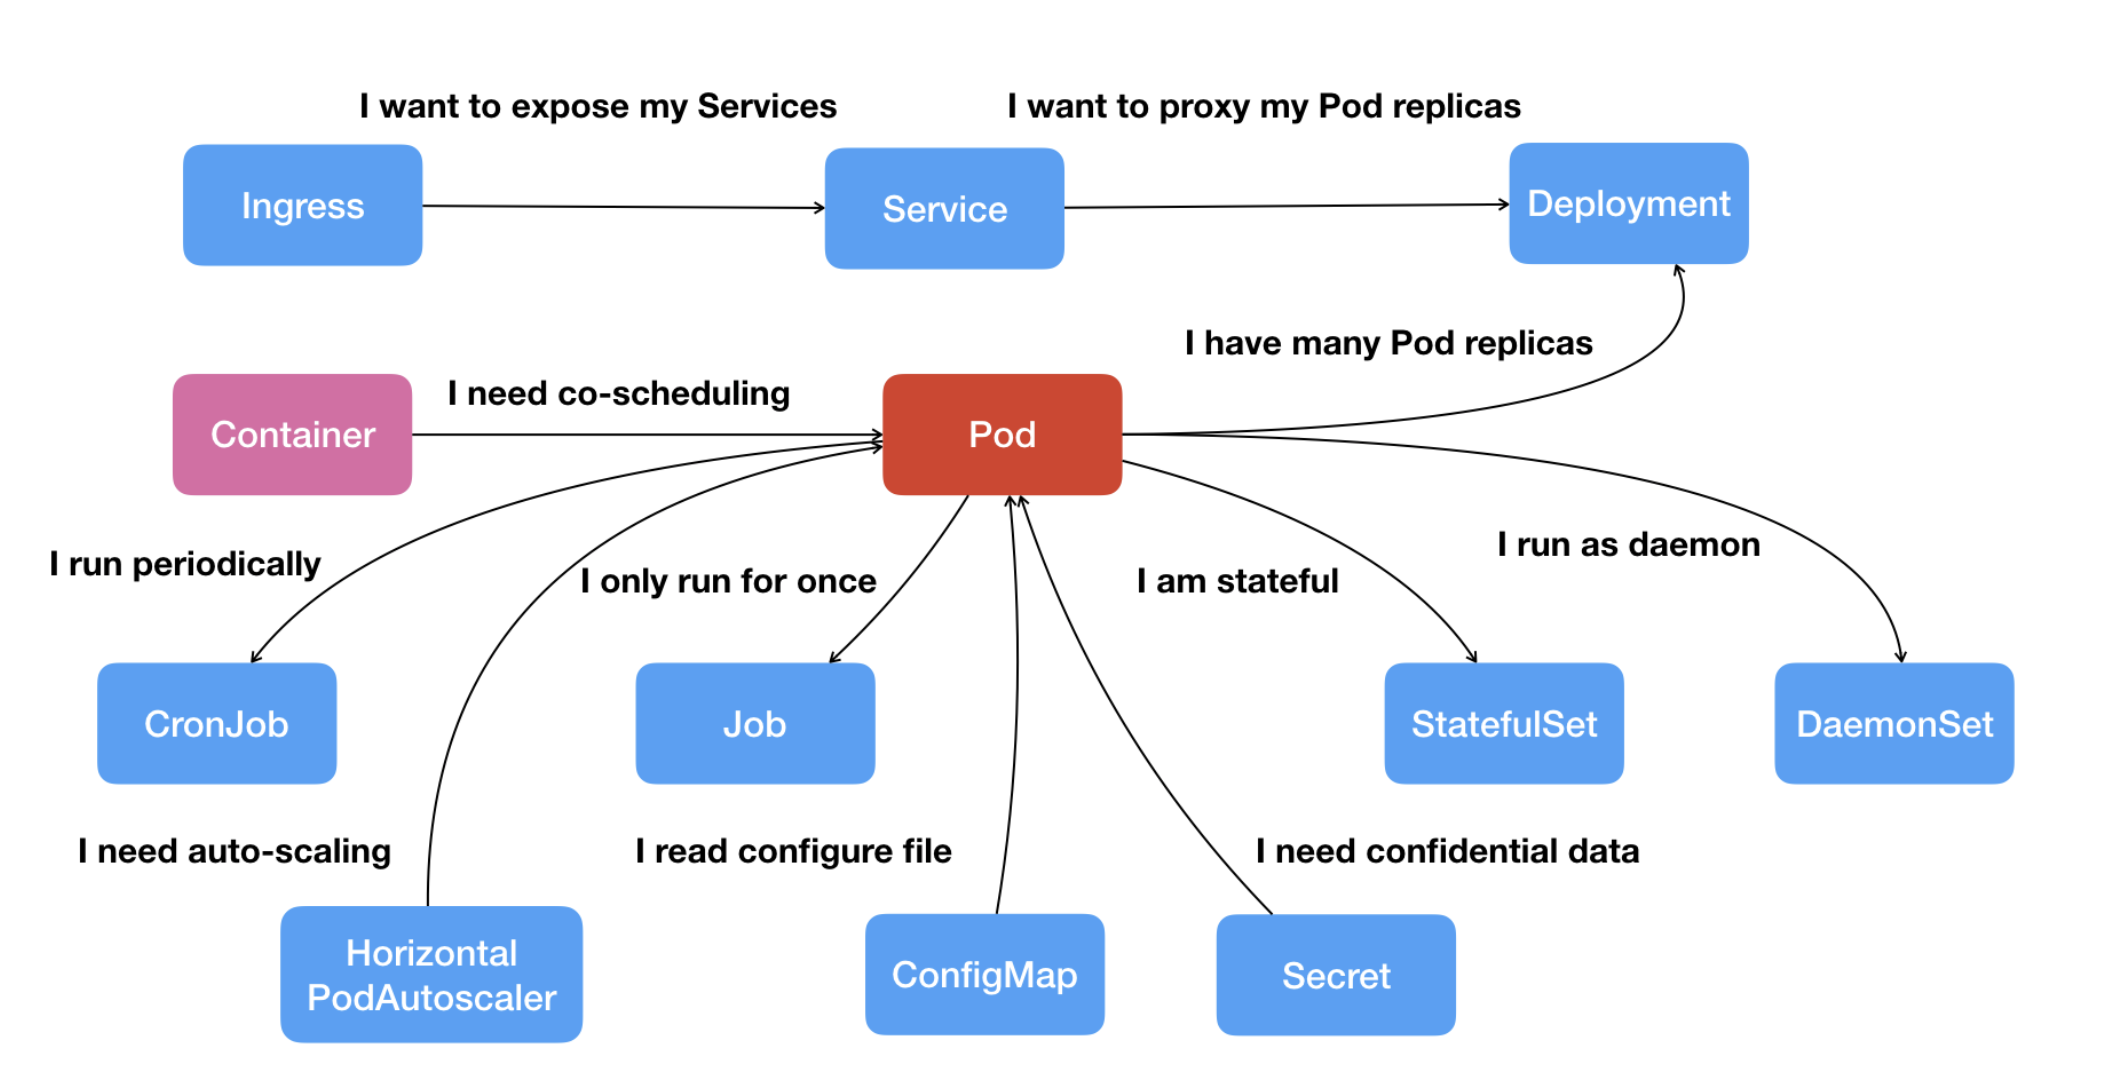 I want to expose my Services
I want to proxy my Pod replicas
Ingress
Service
Deployment
I have many Pod replicas
I need co-scheduling
Container
Pod
I run periodically
I only run for once
I am stateful
I run as daemon
CronJob
Job
StatefulSet
DaemonSet
I need auto-scaling
I read configure file
I need confidential data
Horizontal
PodAutoscaler
ConfigMap
Secret